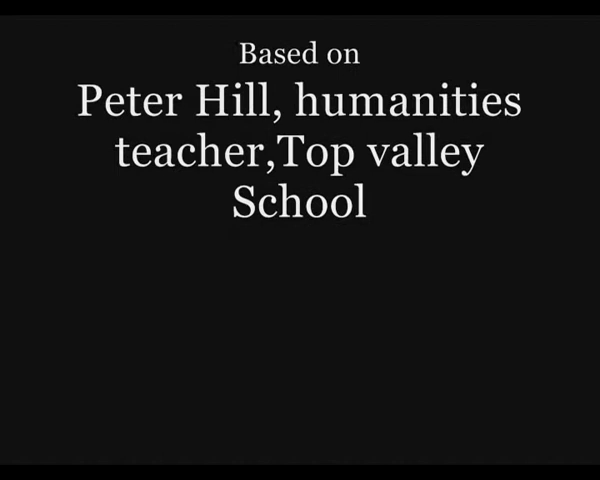 Based on
Peter Hill, humanities
teacher,Top valley
School